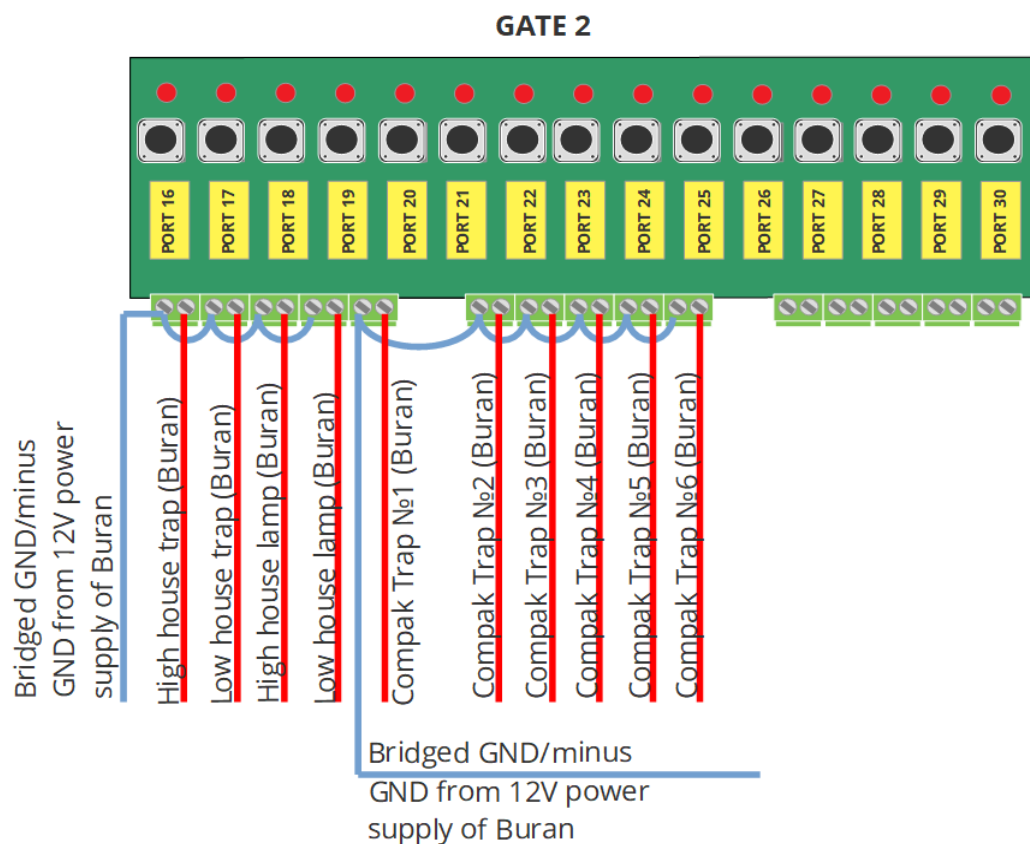 GATE 2
PORT 16
PORT 17
PORT 18
PORT 19
PORT 20
PORT 21
PORT 22
PORT 23
PORT 24
PORT 25
PORT 26
PORT 27
PORT 28
PORT 29
PORT 30
Bridged GND/minus
GND from 12V power
supply of Buran
High house trap (Buran)
Low house trap (Buran)
High house lamp (Buran)
Low house lamp (Buran)
Compak Trap №1 (Buran)
Compak Trap №2 (Buran)
Compak Trap №3 (Buran)
Compak Trap №4 (Buran)
Compak Trap №5 (Buran)
Compak Trap №6 (Buran)
Bridged GND/minus
GND from 12V power
supply of Buran